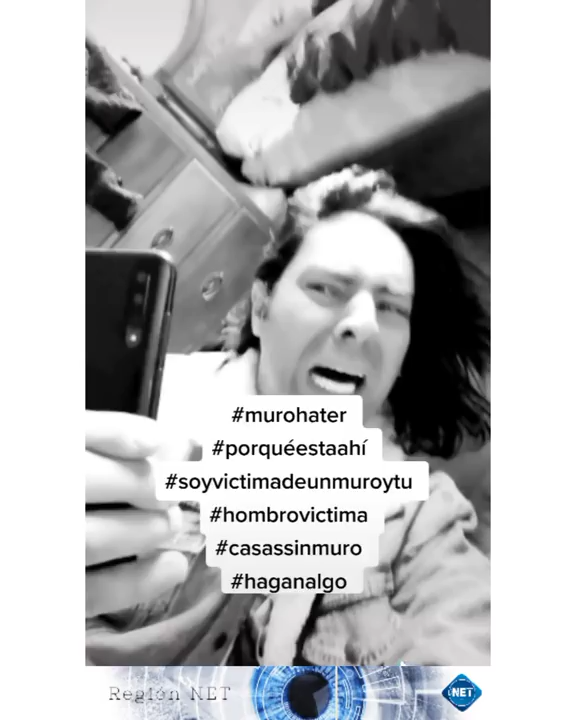 #murohater
#porquéestaahí
#soyvictimadeunmuroytu
#hombrovictima
#casassinmuro
#haganalgo
Región NET
NET